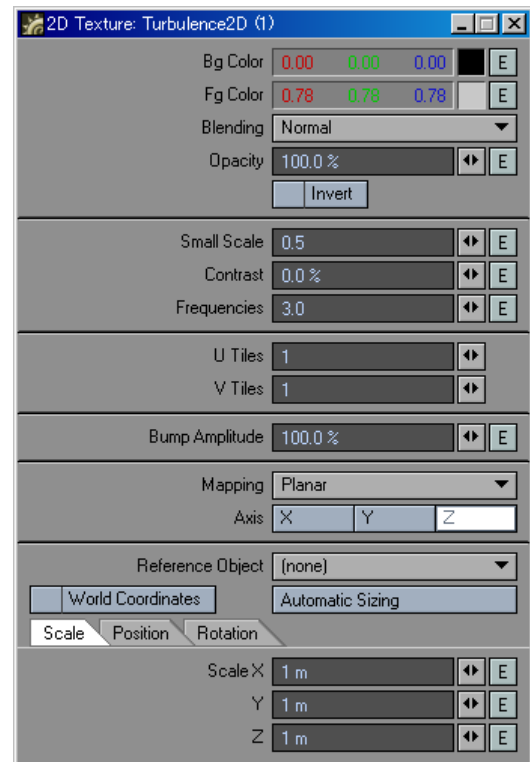 2D Texture: Turbulence2D (1)
Bg Color 0.00 0.00 0.00 E
Fg Color 0.78 0.78 0.78 E
Blending Normal
Opacity 100.0 % E
Invert
Small Scale 0.5 E
Contrast 0.0 % E
Frequencies 3.0 E
U Tiles 1
V Tiles 1
Bump Amplitude 100.0 % E
Mapping Planar
Axis X Y Z
Reference Object (none)
World Coordinates Automatic Sizing
Scale Position Rotation
Scale X 1 m E
Y 1 m E
Z 1 m E